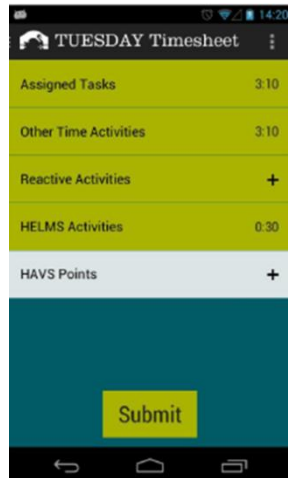 14:20
TUESDAY Timesheet
Assigned Tasks 3:10
Other Time Activities 3:10
Reactive Activities +
HELMS Activities 0:30
HAVS Points +
Submit